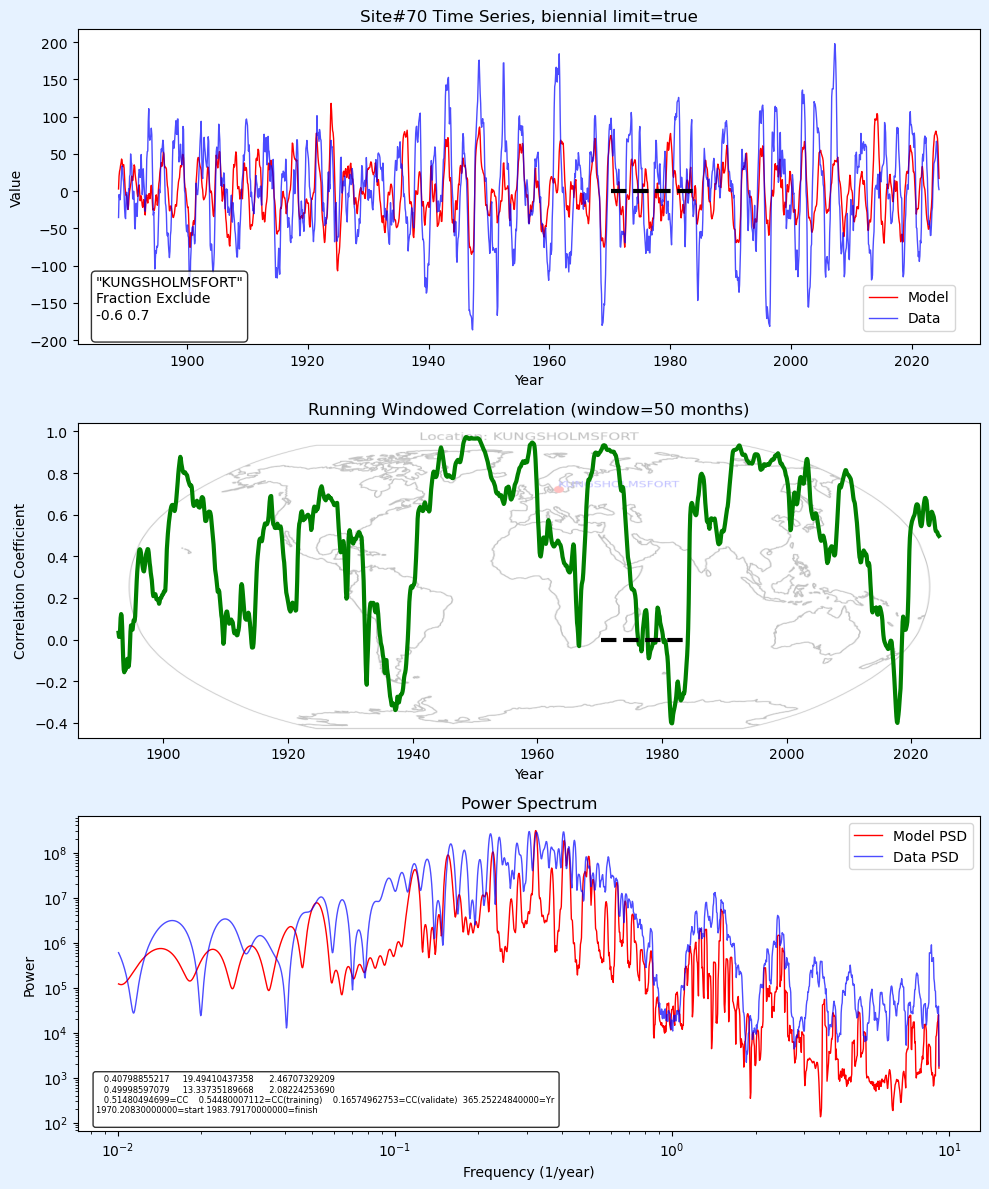 Site#70 Time Series, biennial limit=true
200
150
100
50
0
−50
−100
−150
−200
Value
"KUNGSHOLMSFORT"
Fraction Exclude
-0.6 0.7
Model
Data
1900 1920 1940 1960 1980 2000 2020
Year
Running Windowed Correlation (window=50 months)
Location: KUNGSHOLMSFORT
KUNGSHOLMSFORT
1.0
0.8
0.6
0.4
0.2
0.0
−0.2
−0.4
Correlation Coefficient
1900 1920 1940 1960 1980 2000 2020
Year
Power Spectrum
Model PSD
Data PSD
10^8
10^7
10^6
10^5
10^4
10^3
10^2
Power
0.40798855217 19.49410437358 2.46707329209
0.49998597079 13.33735189668 2.08224253690
0.51480494699=CC 0.54480007112=CC(training) 0.16574962753=CC(validate) 365.25224840000=Yr
1970.20830000000=start 1983.79170000000=finish
10^−2 10^−1 10^0 10^1
Frequency (1/year)